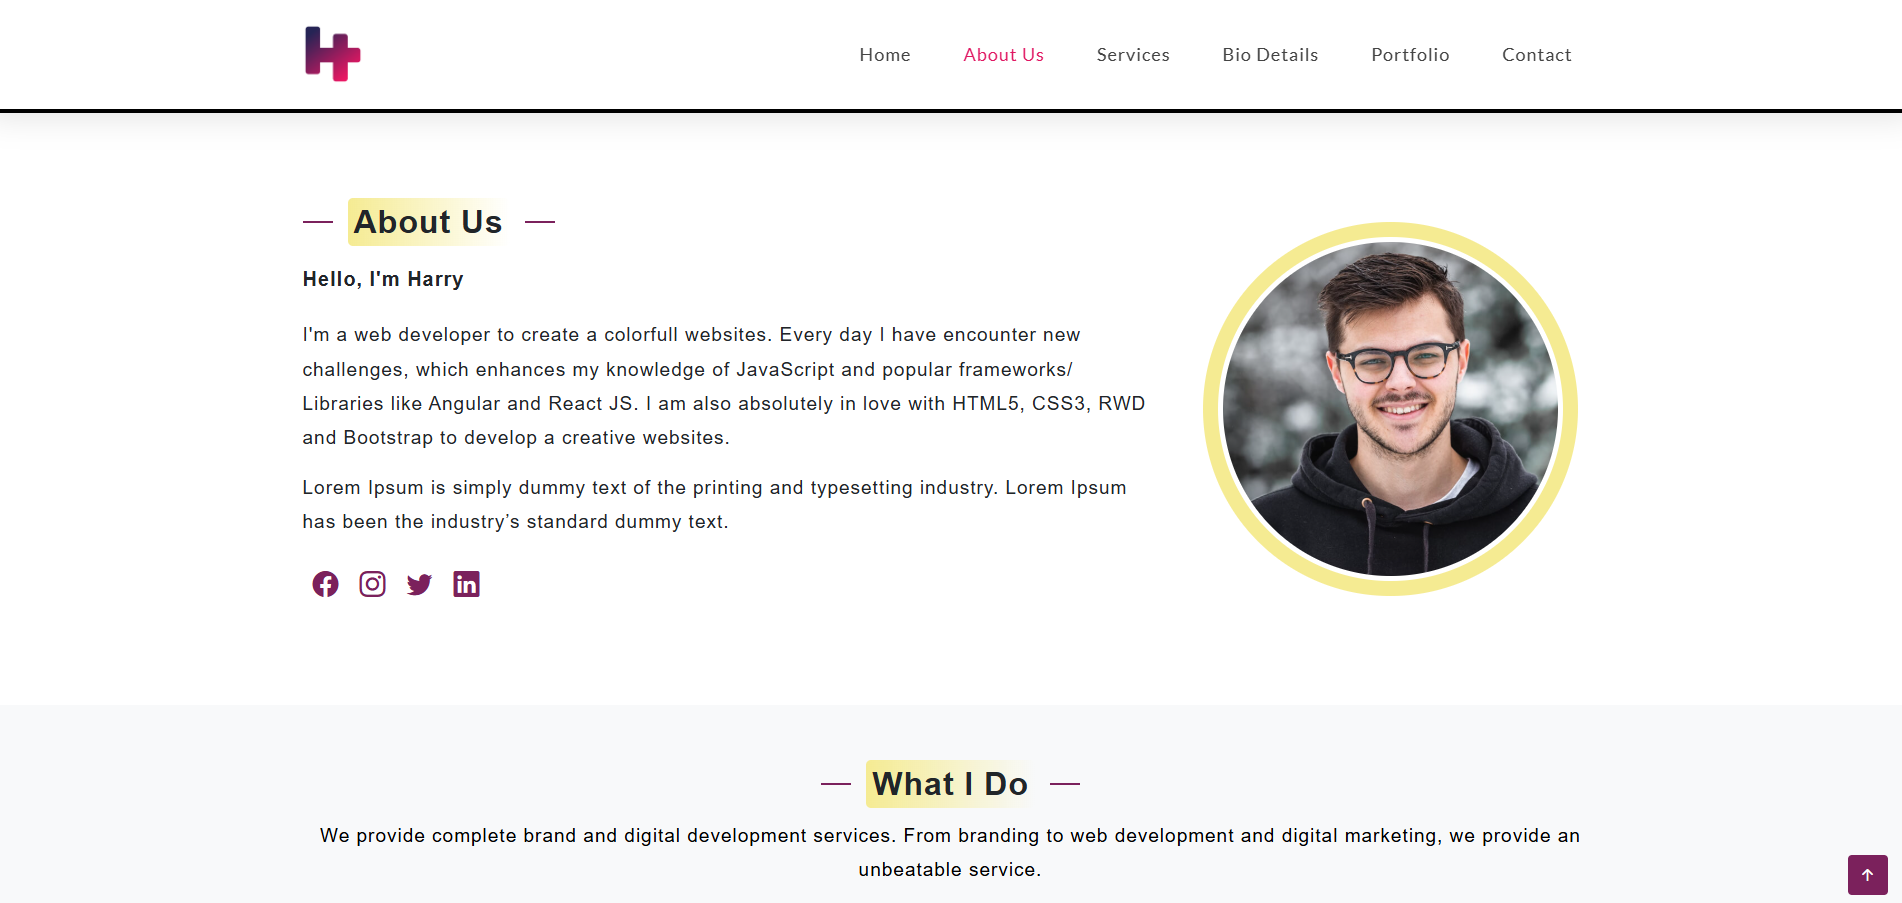 Home About Us Services Bio Details Portfolio Contact
About Us
Hello, I'm Harry
I'm a web developer to create a colorfull websites. Every day I have encounter new
challenges, which enhances my knowledge of JavaScript and popular frameworks/
Libraries like Angular and React JS. I am also absolutely in love with HTML5, CSS3, RWD
and Bootstrap to develop a creative websites.
Lorem Ipsum is simply dummy text of the printing and typesetting industry. Lorem Ipsum
has been the industry’s standard dummy text.
What I Do
We provide complete brand and digital development services. From branding to web development and digital marketing, we provide an
unbeatable service.